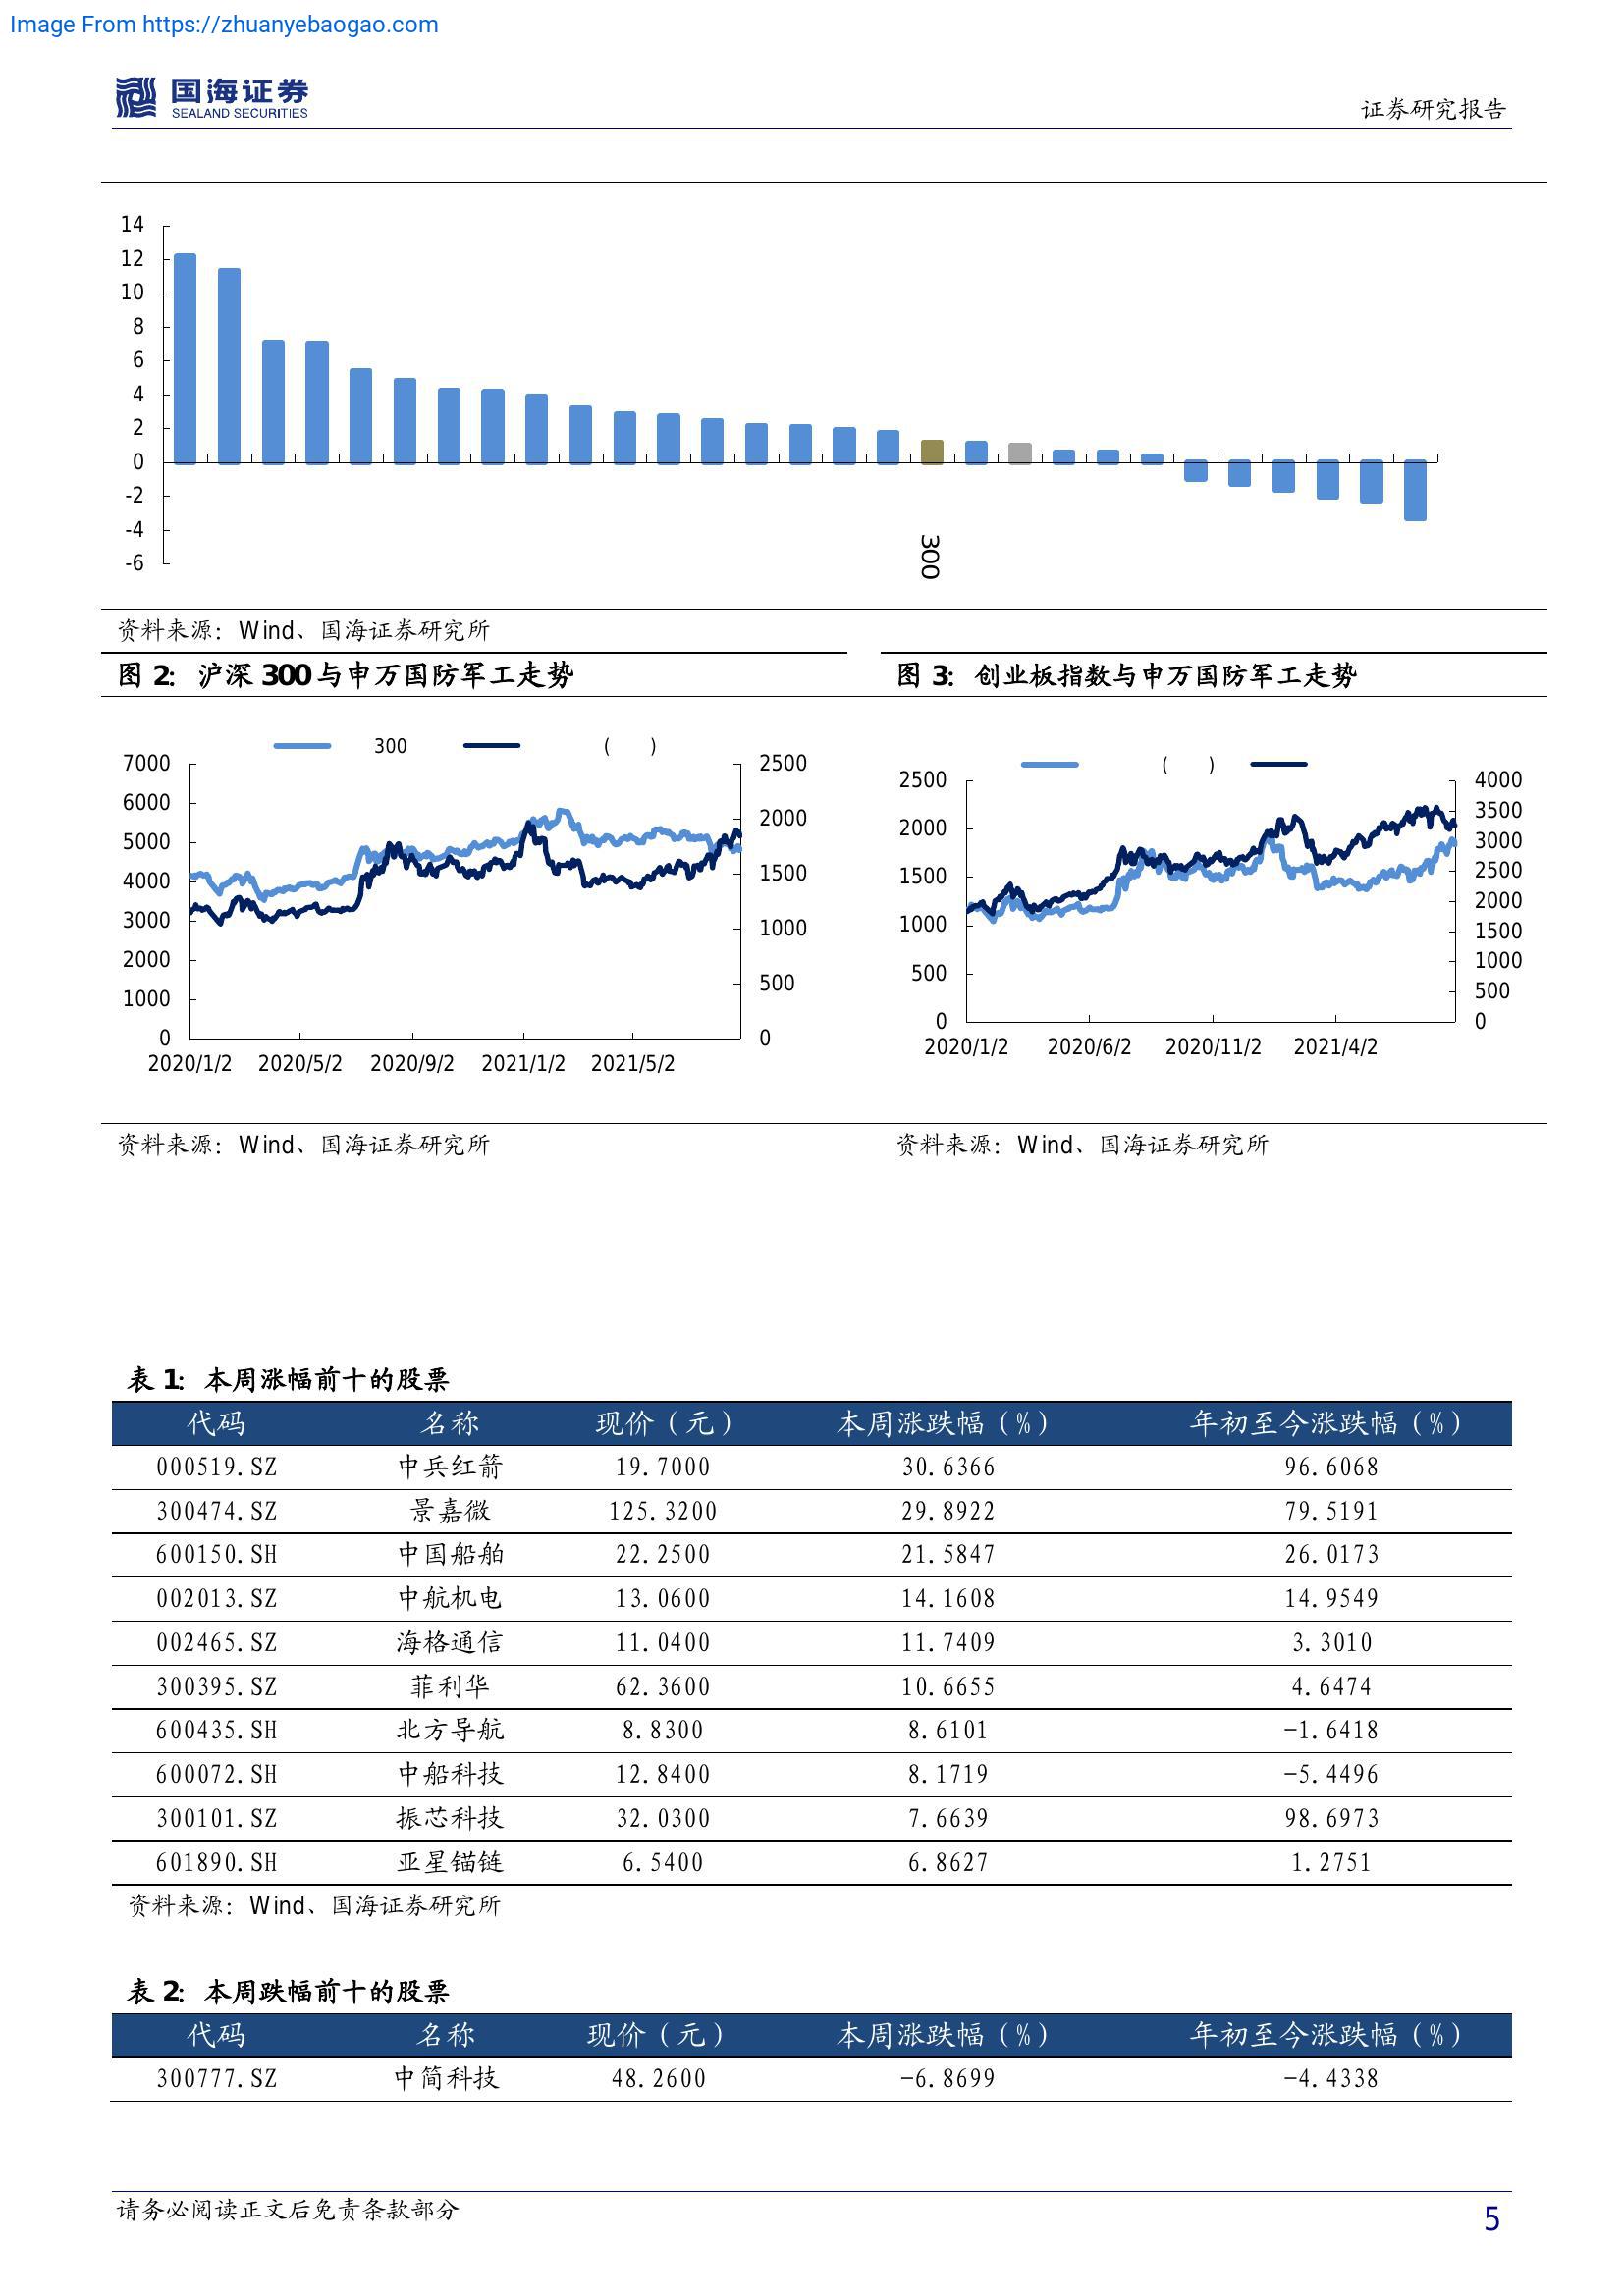 Image From https://zhuanyebaogao.com
国海证券
SEALAND SECURITIES
证券研究报告
14
12
10
8
6
4
2
0
-2
-4
-6
300
资料来源：Wind、国海证券研究所
图 2：沪深 300 与申万国防军工走势
图 3：创业板指数与申万国防军工走势
300 ( )
7000
6000
5000
4000
3000
2000
1000
0
2500
2000
1500
1000
500
0
2020/1/2 2020/5/2 2020/9/2 2021/1/2 2021/5/2
( )
2500
2000
1500
1000
500
0
4000
3500
3000
2500
2000
1500
1000
500
0
2020/1/2 2020/6/2 2020/11/2 2021/4/2
资料来源：Wind、国海证券研究所
资料来源：Wind、国海证券研究所
表 1：本周涨幅前十的股票
代码 名称 现价（元） 本周涨跌幅（%） 年初至今涨跌幅（%）
000519.SZ 中兵红箭 19.7000 30.6366 96.6068
300474.SZ 景嘉微 125.3200 29.8922 79.5191
600150.SH 中国船舶 22.2500 21.5847 26.0173
002013.SZ 中航机电 13.0600 14.1608 14.9549
002465.SZ 海格通信 11.0400 11.7409 3.3010
300395.SZ 菲利华 62.3600 10.6655 4.6474
600435.SH 北方导航 8.8300 8.6101 -1.6418
600072.SH 中船科技 12.8400 8.1719 -5.4496
300101.SZ 振芯科技 32.0300 7.6639 98.6973
601890.SH 亚星锚链 6.5400 6.8627 1.2751
资料来源：Wind、国海证券研究所
表 2：本周跌幅前十的股票
代码 名称 现价（元） 本周涨跌幅（%） 年初至今涨跌幅（%）
300777.SZ 中简科技 48.2600 -6.8699 -4.4338
请务必阅读正文后免责条款部分
5